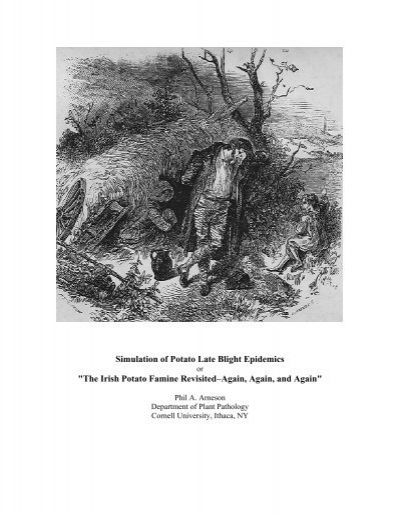 Simulation of Potato Late Blight Epidemics
or
"The Irish Potato Famine Revisited–Again, Again, and Again"
Phil A. Arneson
Department of Plant Pathology
Cornell University, Ithaca, NY